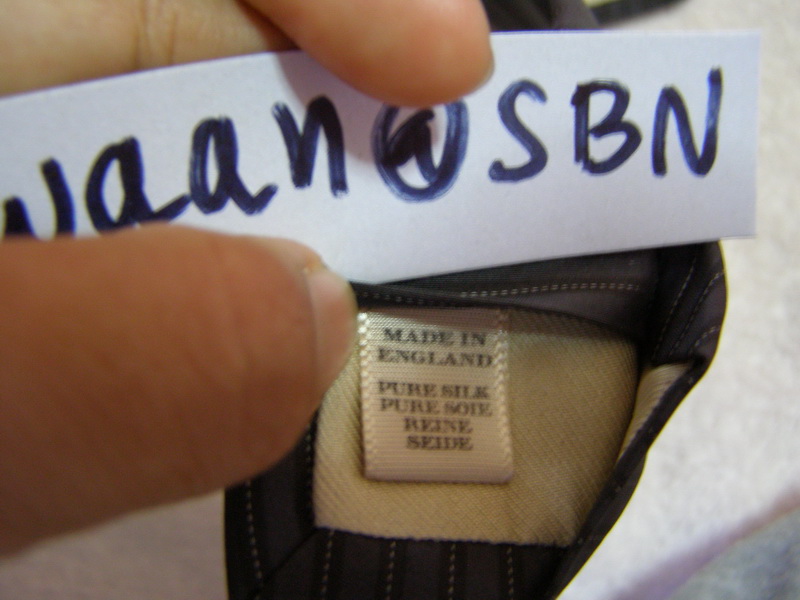 waan@SBN
MADE IN
ENGLAND
PURE SILK
PURE SOIE
REINE
SEIDE